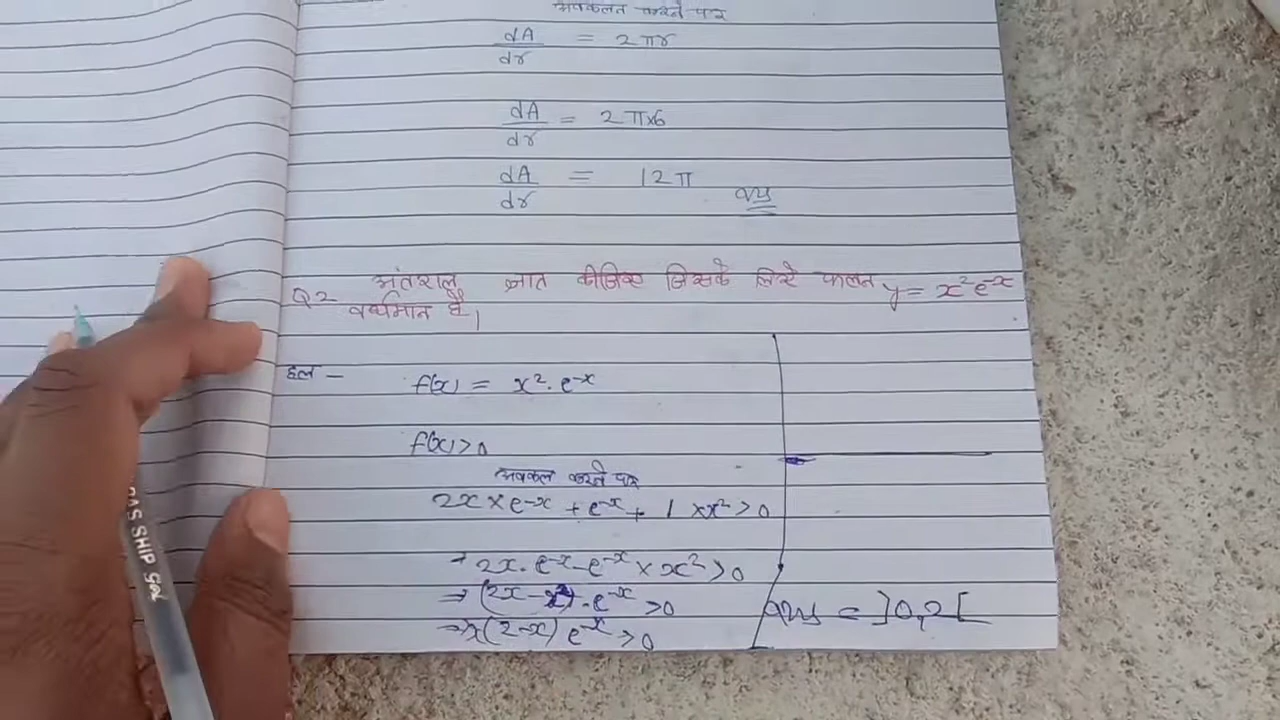 अवकलन करने पर
dA/dr = 2πr
dA/dr = 2π×6
dA/dr = 12π Ans
Q2 अंतराल ज्ञात कीजिए जिसके लिये फलन y = x²e⁻ˣ
वर्धमान है।
हल – f(x) = x². e⁻ˣ
f(x)>0
अवकल करने पर
2x × e⁻ˣ + e⁻ˣ + 1 × x² > 0
→ 2x. e⁻ˣ – e⁻ˣ × x² > 0
→ (2x – x²) . e⁻ˣ > 0
→ x(2–x) e⁻ˣ > 0
Ans = ]0,2[